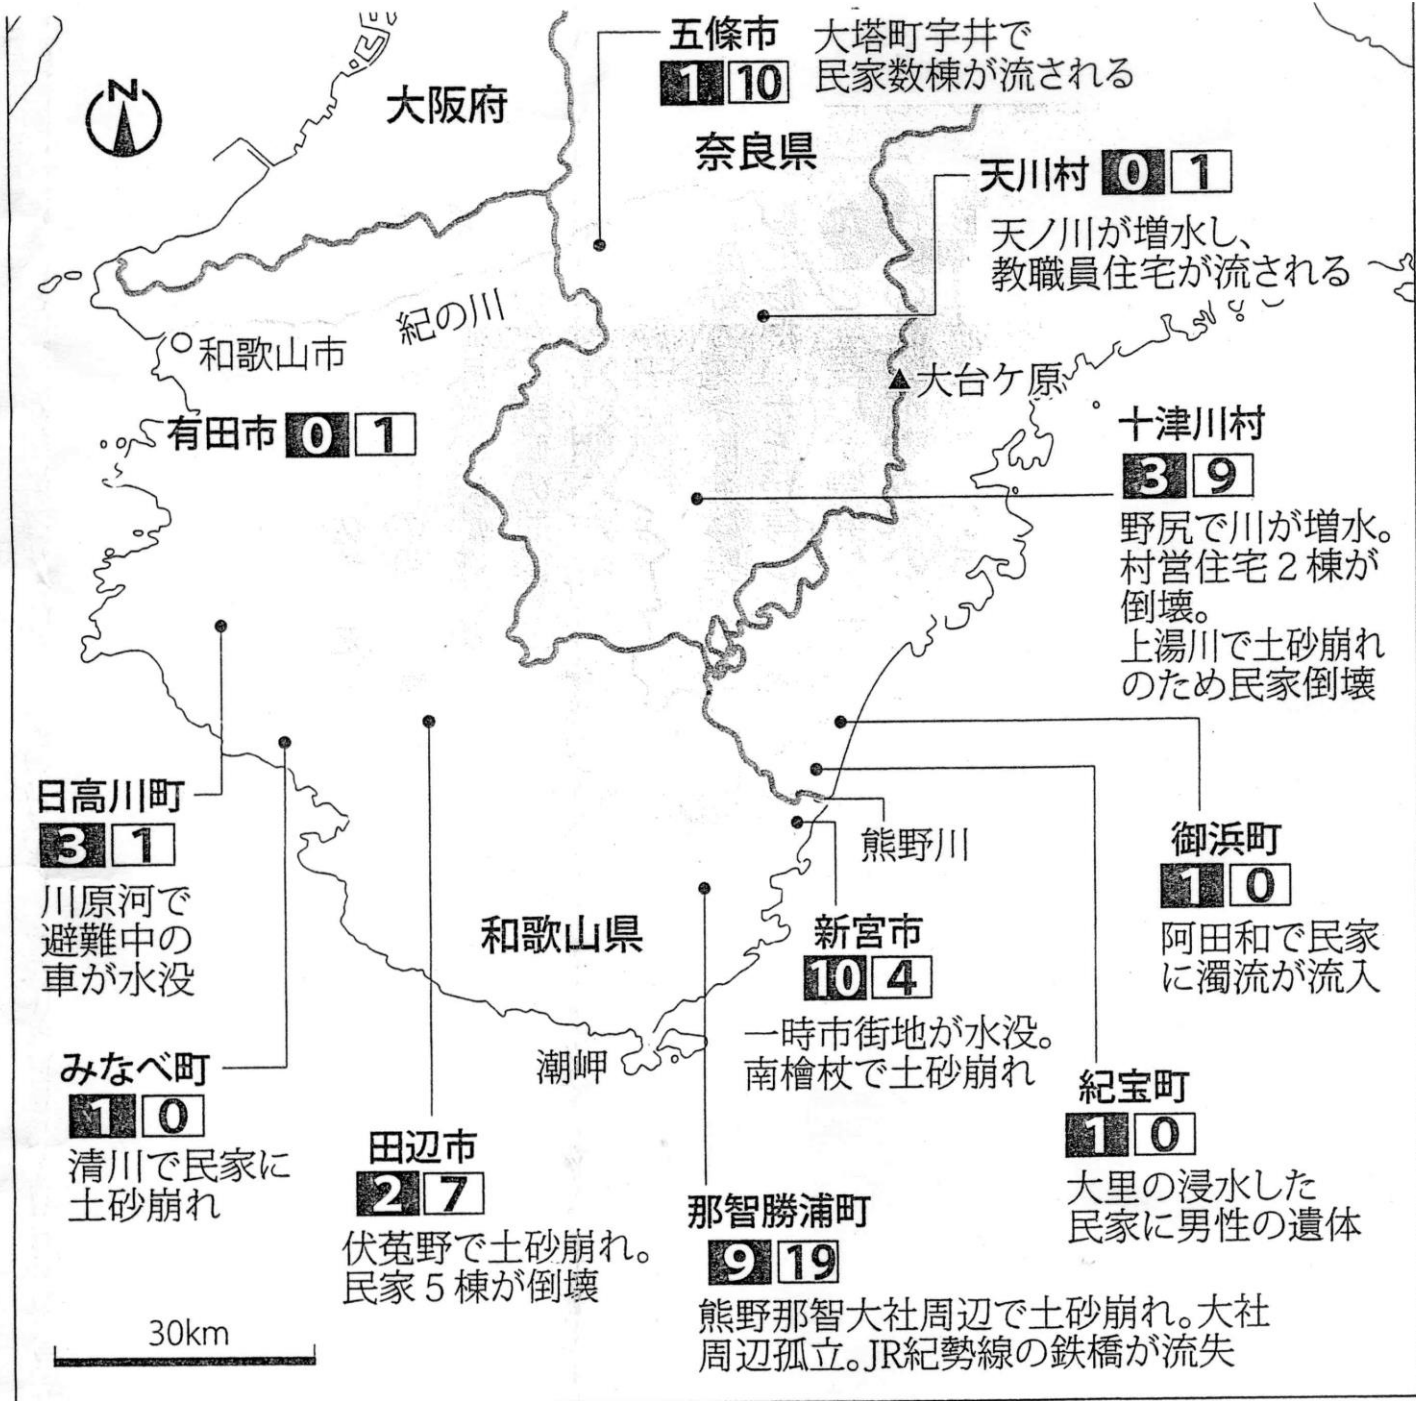 N
大阪府
五條市
1 10
大塔町宇井で
民家数棟が流される
奈良県
天川村 0 1
天ノ川が増水し、
教職員住宅が流される
紀の川
和歌山市
大台ケ原
有田市 0 1
十津川村
3 9
野尻で川が増水。
村営住宅2棟が
倒壊。
上湯川で土砂崩れ
のため民家倒壊
日高川町
3 1
川原河で
避難中の
車が水没
熊野川
御浜町
1 0
阿田和で民家
に濁流が流入
和歌山県
新宮市
10 4
一時市街地が水没。
南檜杖で土砂崩れ
潮岬
みなべ町
1 0
清川で民家に
土砂崩れ
紀宝町
1 0
大里の浸水した
民家に男性の遺体
田辺市
2 7
伏菟野で土砂崩れ。
民家5棟が倒壊
那智勝浦町
9 19
熊野那智大社周辺で土砂崩れ。大社
周辺孤立。JR紀勢線の鉄橋が流失
30km